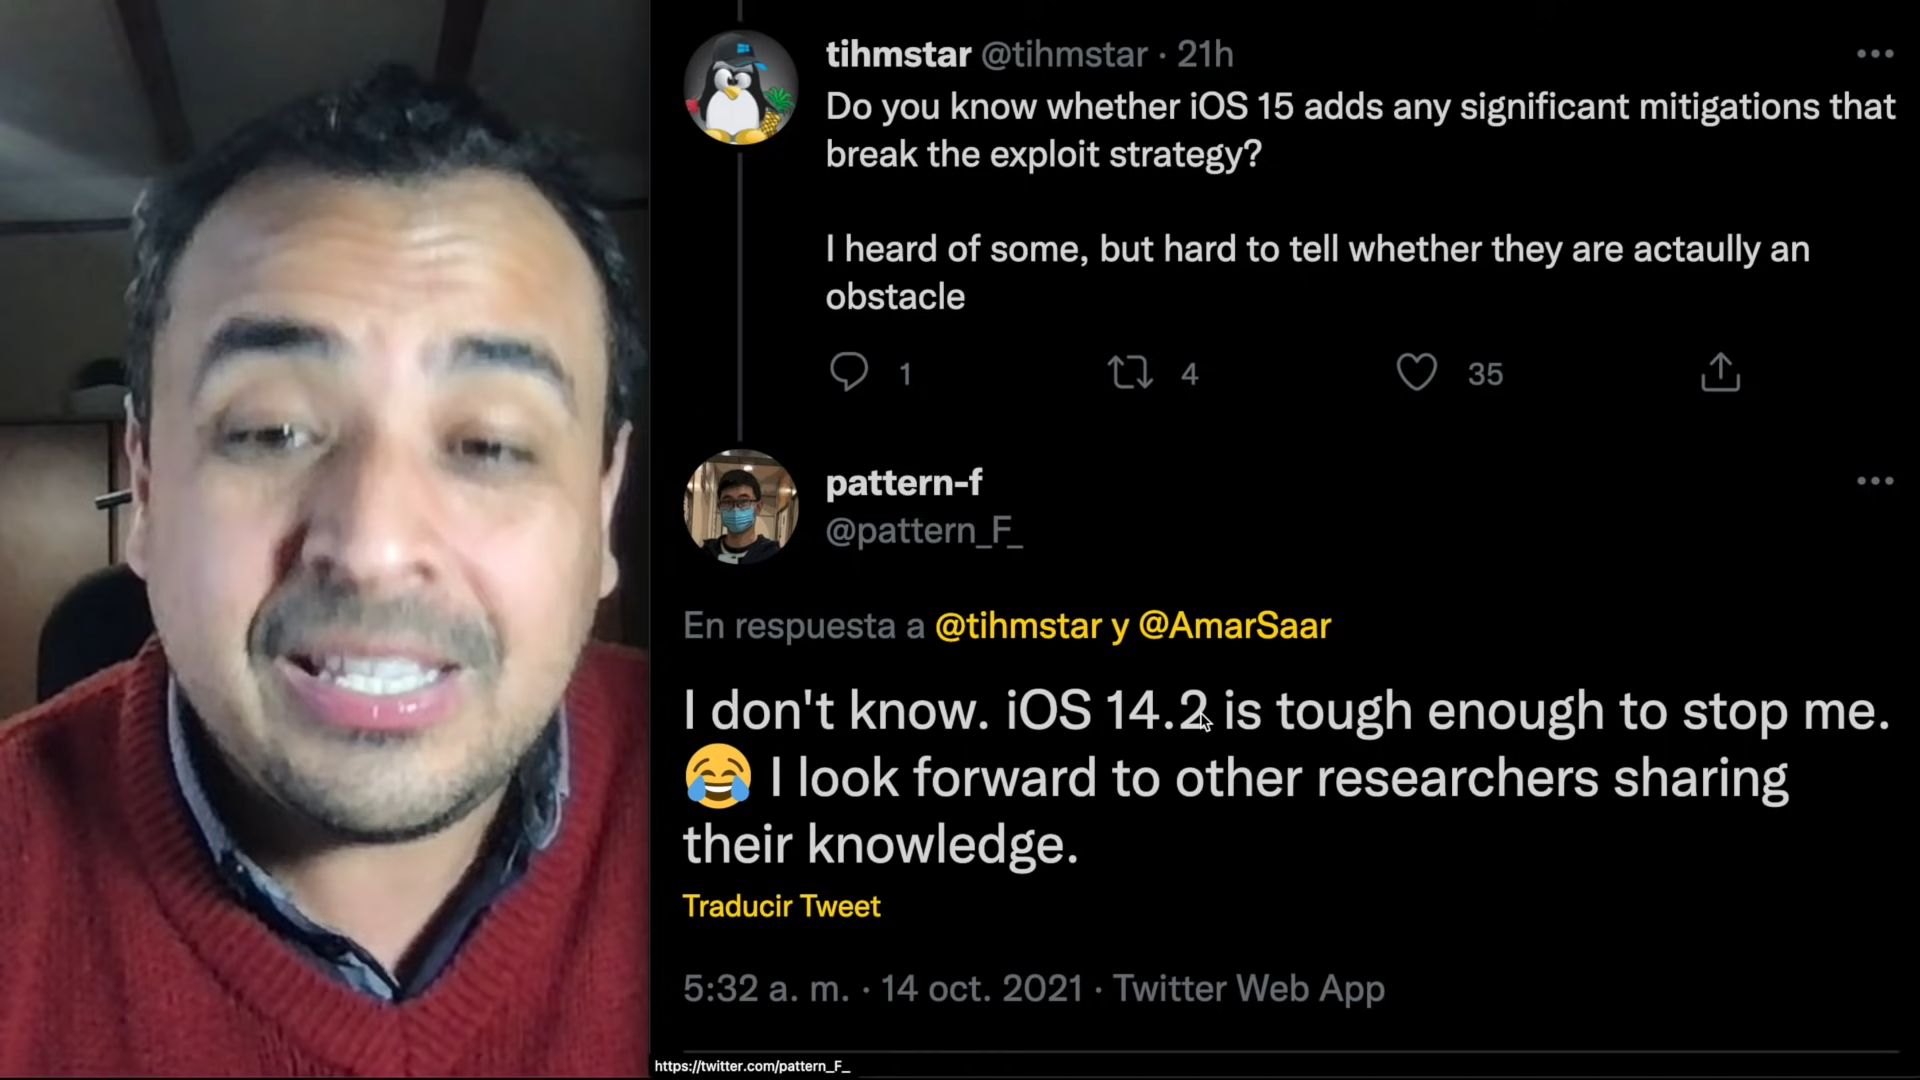 tihmstar @tihmstar · 21h
Do you know whether iOS 15 adds any significant mitigations that
break the exploit strategy?
I heard of some, but hard to tell whether they are actaully an
obstacle
1 4 35
pattern-f
@pattern_F_
En respuesta a @tihmstar y @AmarSaar
I don't know. iOS 14.2 is tough enough to stop me.
😂 I look forward to other researchers sharing
their knowledge.
Traducir Tweet
5:32 a. m. · 14 oct. 2021 · Twitter Web App
https://twitter.com/pattern_F_